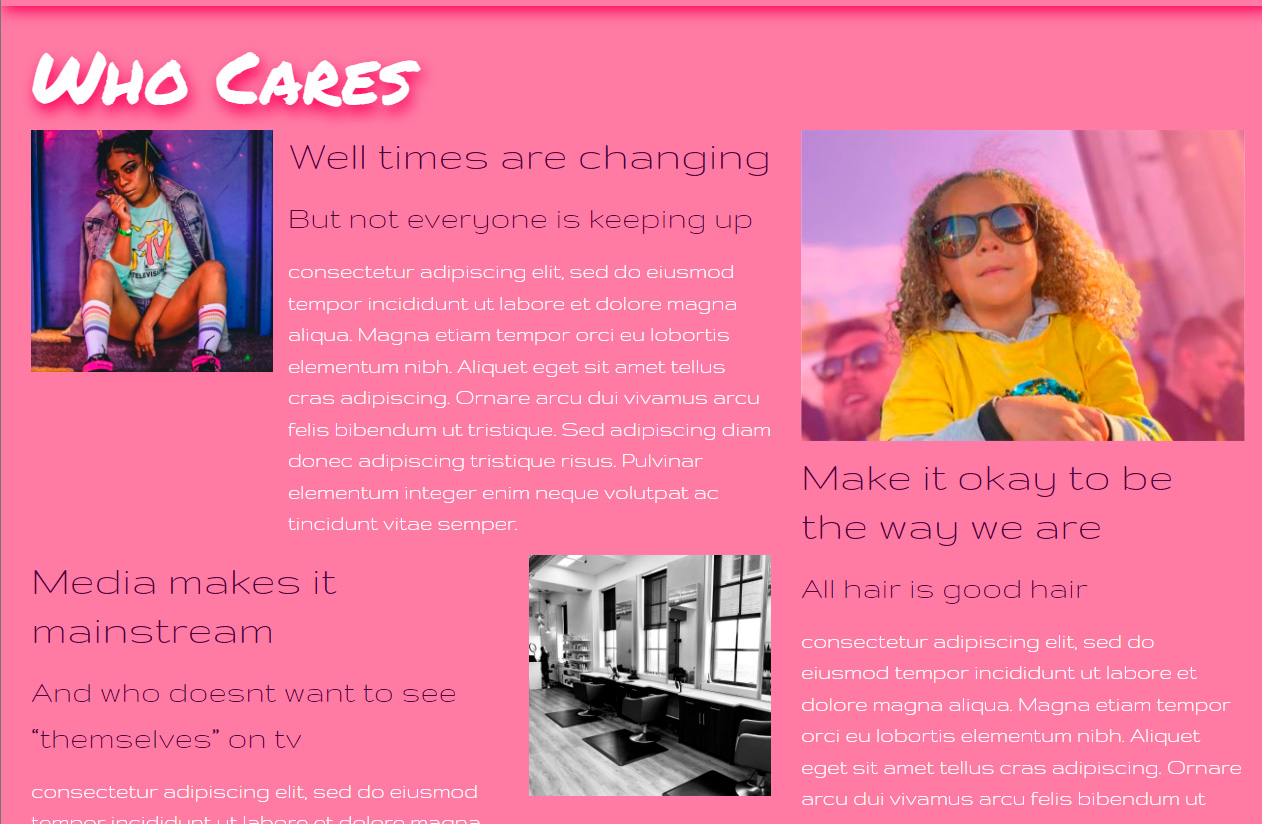 Who Cares
Well times are changing
But not everyone is keeping up
consectetur adipiscing elit, sed do eiusmod
tempor incididunt ut labore et dolore magna
aliqua. Magna etiam tempor orci eu lobortis
elementum nibh. Aliquet eget sit amet tellus
cras adipiscing. Ornare arcu dui vivamus arcu
felis bibendum ut tristique. Sed adipiscing diam
donec adipiscing tristique risus. Pulvinar
elementum integer enim neque volutpat ac
tincidunt vitae semper.
Media makes it
mainstream
And who doesnt want to see
“themselves” on tv
consectetur adipiscing elit, sed do eiusmod
tempor incididunt ut labore et dolore magna
Make it okay to be
the way we are
All hair is good hair
consectetur adipiscing elit, sed do
eiusmod tempor incididunt ut labore et
dolore magna aliqua. Magna etiam tempor
orci eu lobortis elementum nibh. Aliquet
eget sit amet tellus cras adipiscing. Ornare
arcu dui vivamus arcu felis bibendum ut